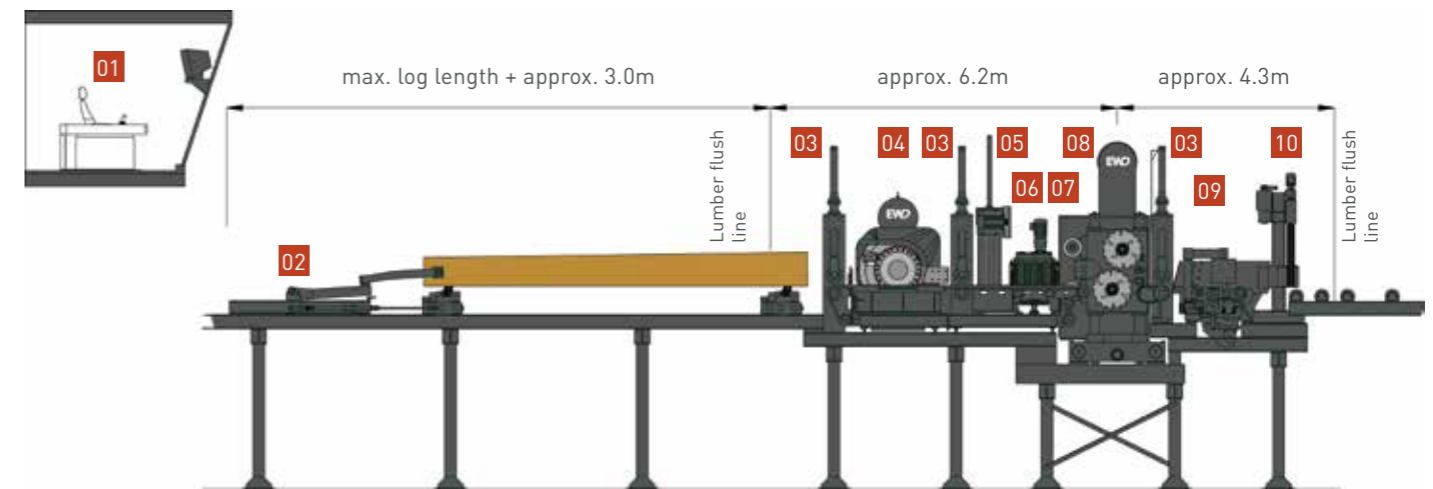 01
max. log length + approx. 3.0m
approx. 6.2m
approx. 4.3m
Lumber flush
line
03
04
03
05
06
07
08
03
09
10
Lumber flush
line
EWD
EWD
02